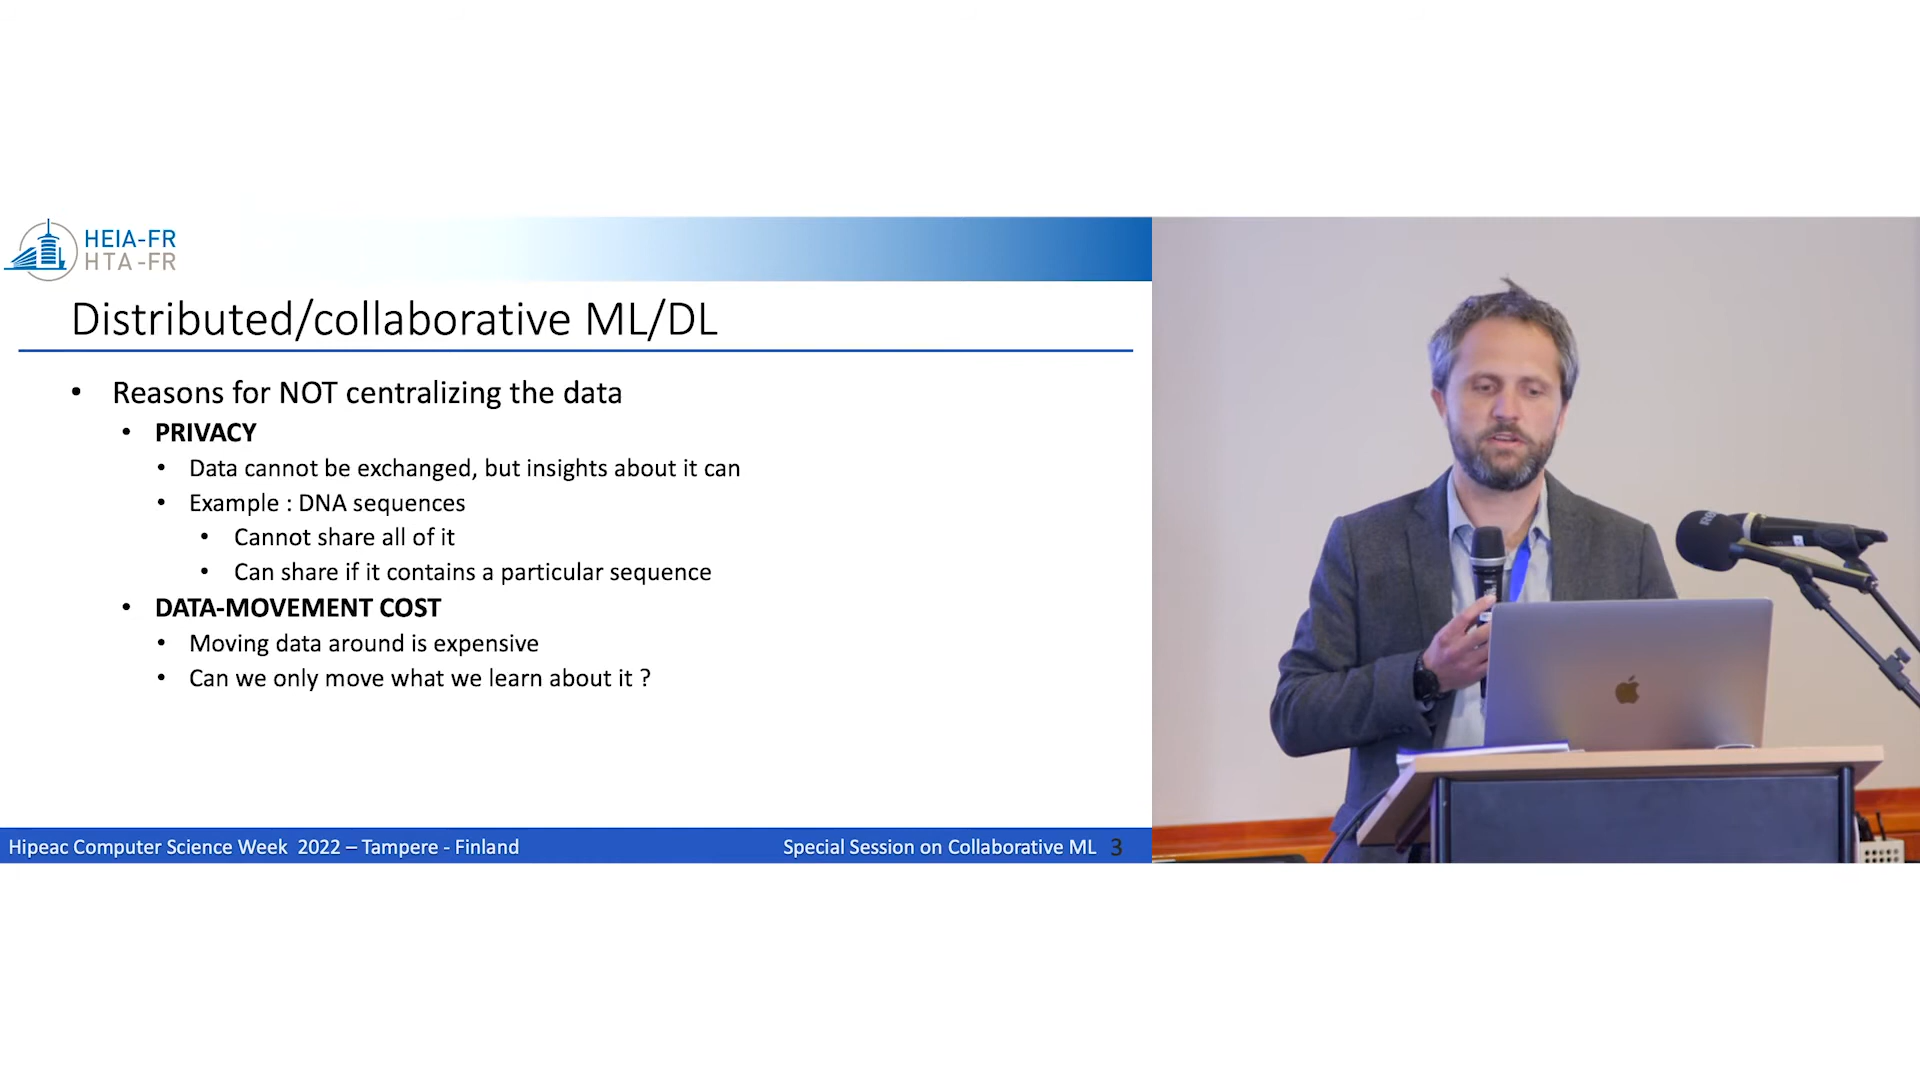 HEIA-FR
HTA-FR
Distributed/collaborative ML/DL
• Reasons for NOT centralizing the data
• PRIVACY
• Data cannot be exchanged, but insights about it can
• Example : DNA sequences
• Cannot share all of it
• Can share if it contains a particular sequence
• DATA-MOVEMENT COST
• Moving data around is expensive
• Can we only move what we learn about it ?
Hipeac Computer Science Week 2022 – Tampere - Finland
Special Session on Collaborative ML 3